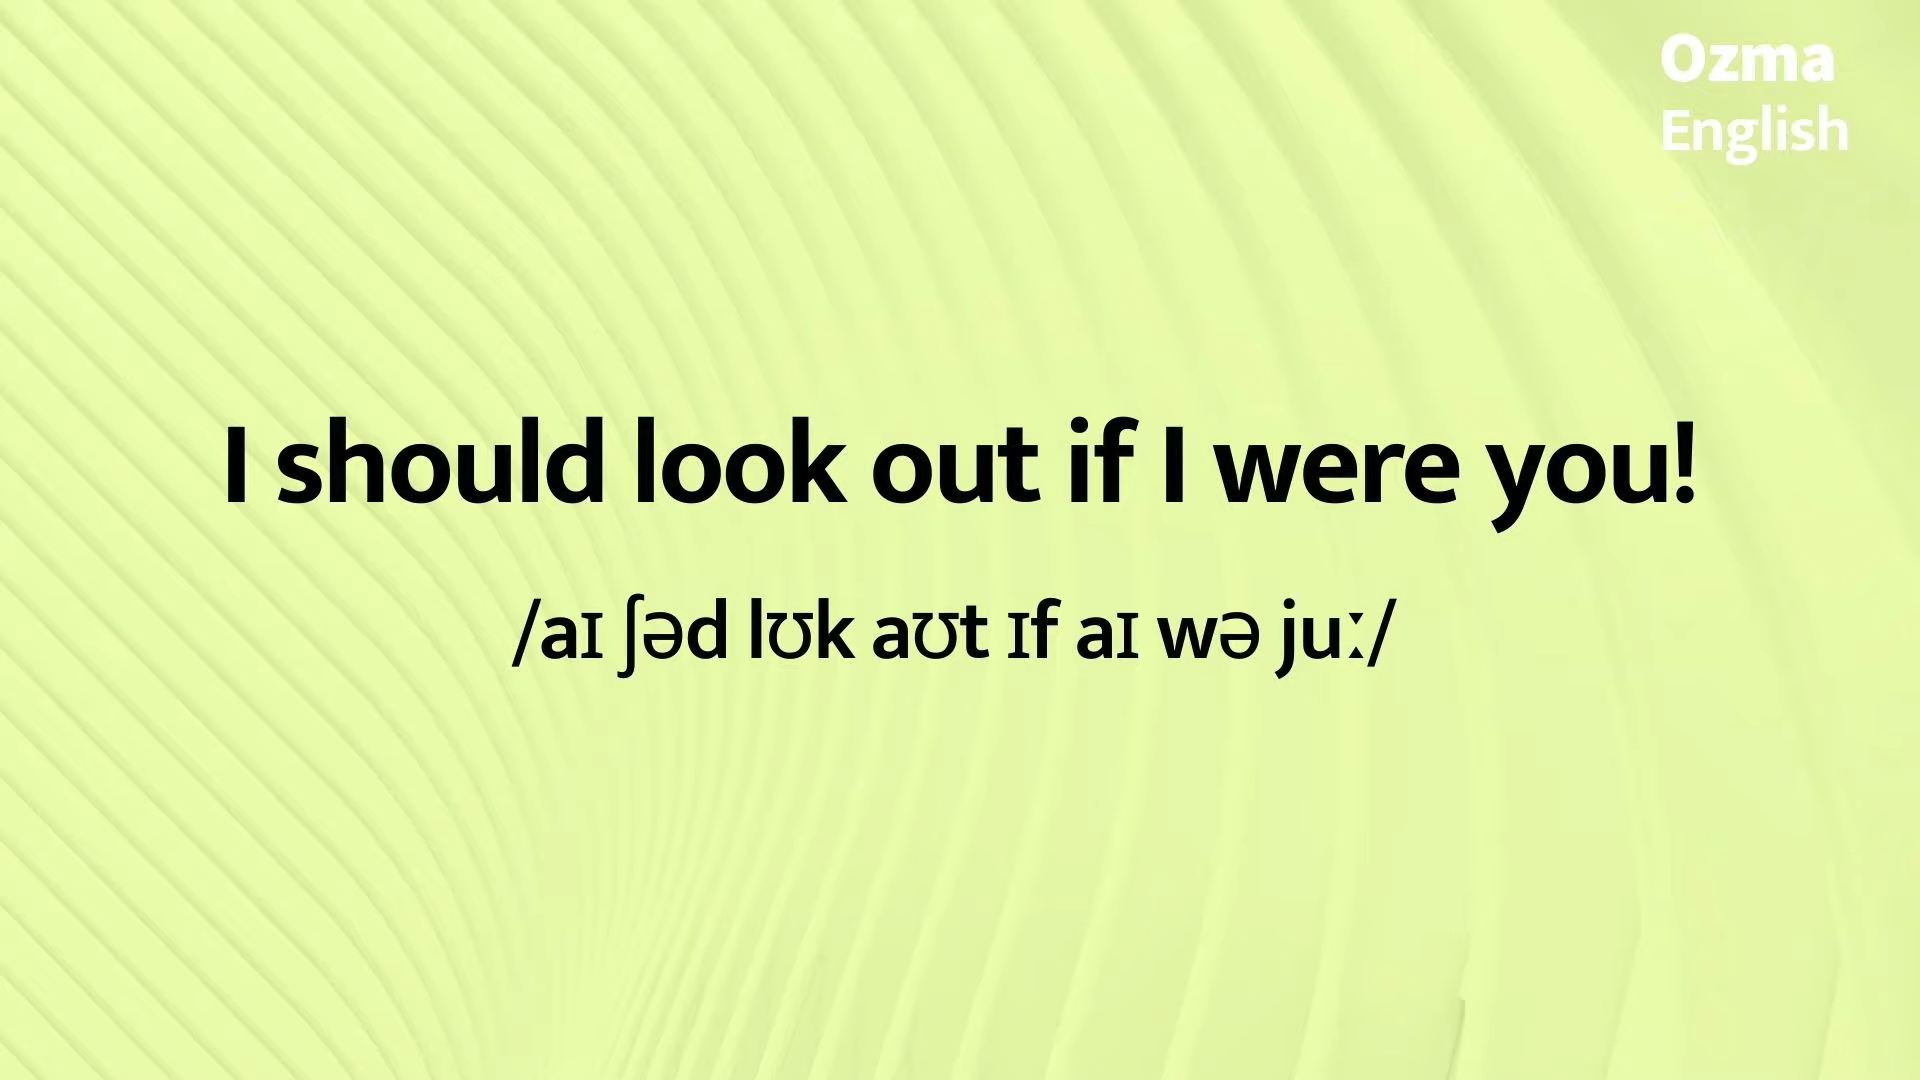 Ozma
English
I should look out if I were you!
/aɪ ʃəd lʊk aʊt ɪf aɪ wə juː/